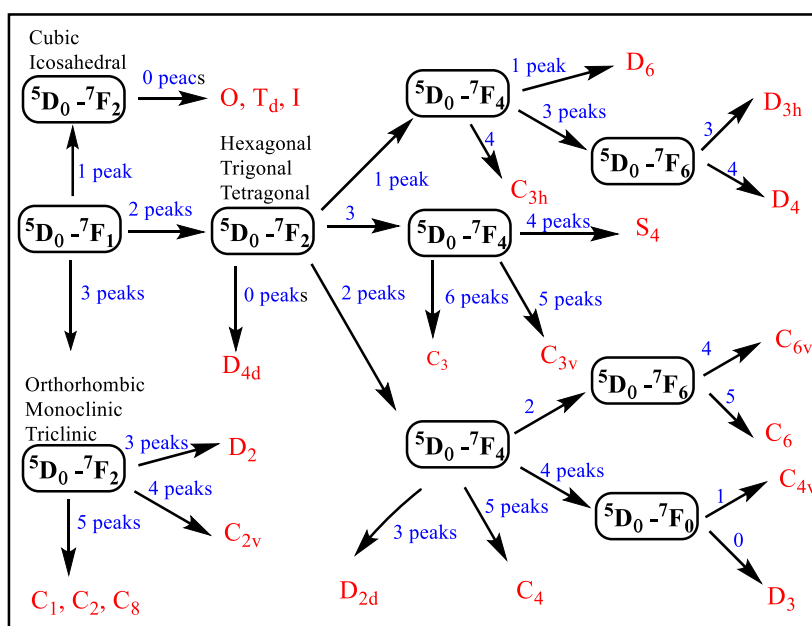 Cubic
Icosahedral
⁵D₀ -⁷F₂
0 peacs
O, T_d, I
1 peak
⁵D₀ -⁷F₁
2 peaks
3 peaks
Hexagonal
Trigonal
Tetragonal
⁵D₀ -⁷F₂
0 peaks
D₄d
1 peak
3
2 peaks
⁵D₀ -⁷F₄
1 peak
D₆
3 peaks
4
C₃h
⁵D₀ -⁷F₆
3
D₃h
4
D₄
⁵D₀ -⁷F₄
4 peaks
S₄
6 peaks
C₃
5 peaks
C₃v
Orthorhombic
Monoclinic
Triclinic
⁵D₀ -⁷F₂
3 peaks
D₂
4 peaks
C₂v
5 peaks
C₁, C₂, C₈
⁵D₀ -⁷F₄
2
⁵D₀ -⁷F₆
4
C₆v
5
C₆
4 peaks
⁵D₀ -⁷F₀
1
C₄v
0
D₃
3 peaks
D₂d
5 peaks
C₄